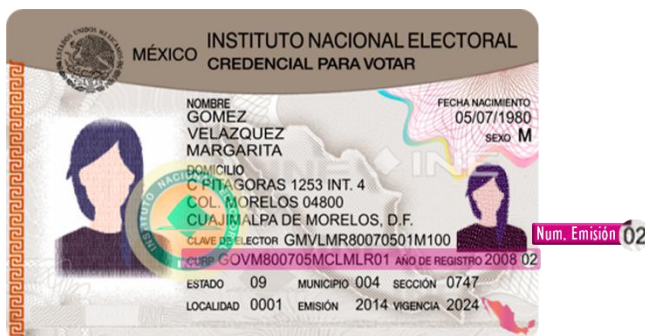 INSTITUTO NACIONAL ELECTORAL
MÉXICO
CREDENCIAL PARA VOTAR
NOMBRE
GOMEZ
VELAZQUEZ
MARGARITA
FECHA NACIMIENTO
05/07/1980
SEXO M
DOMICILIO
C PITAGORAS 1253 INT. 4
COL. MORELOS 04800
CUAJIMALPA DE MORELOS, D.F.
CLAVE DE ELECTOR GMVLMR80070501M100
CURP GOVM800705MCLMLR01 AÑO DE REGISTRO 2008 02
ESTADO 09 MUNICIPIO 004 SECCIÓN 0747
LOCALIDAD 0001 EMISIÓN 2014 VIGENCIA 2024
Num. Emisión 02